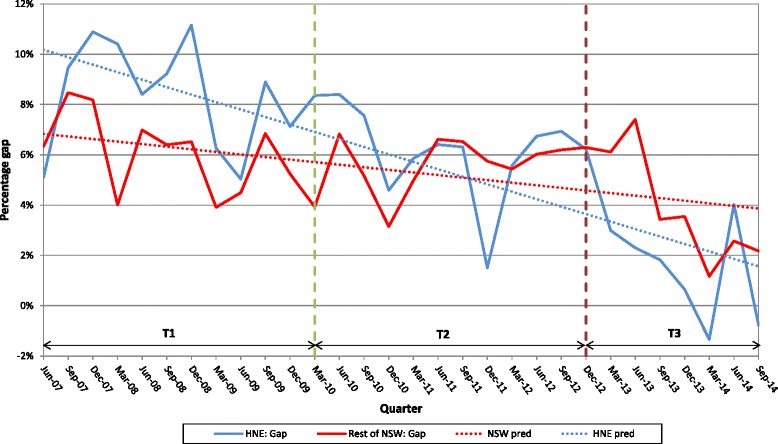 12%
10%
8%
6%
4%
2%
0%
-2%
Percentage gap
T1
T2
T3
Jun-07
Sep-07
Dec-07
Mar-08
Jun-08
Sep-08
Dec-08
Mar-09
Jun-09
Sep-09
Dec-09
Mar-10
Jun-10
Sep-10
Dec-10
Mar-11
Jun-11
Sep-11
Dec-11
Mar-12
Jun-12
Sep-12
Dec-12
Mar-13
Jun-13
Sep-13
Dec-13
Mar-14
Jun-14
Sep-14
Quarter
HNE: Gap Rest of NSW: Gap NSW pred HNE pred